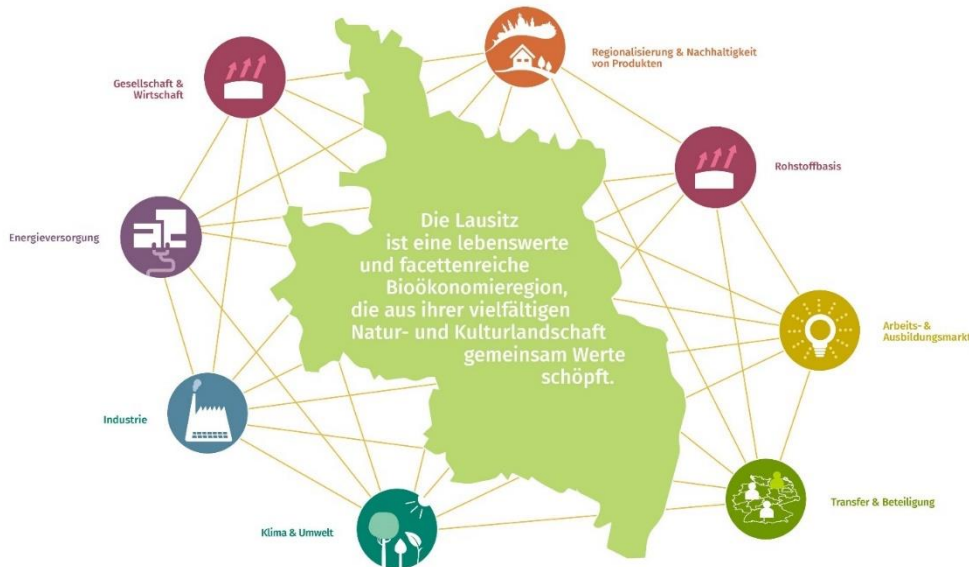 Regionalisierung & Nachhaltigkeit
von Produkten
Gesellschaft &
Wirtschaft
Rohstoffbasis
Energieversorgung
Die Lausitz
ist eine lebenswerte
und facettenreiche
Bioökonomieregion,
die aus ihrer vielfältigen
Natur- und Kulturlandschaft
gemeinsam Werte
schöpft.
Arbeits- &
Ausbildungsmarkt
Industrie
Transfer & Beteiligung
Klima & Umwelt